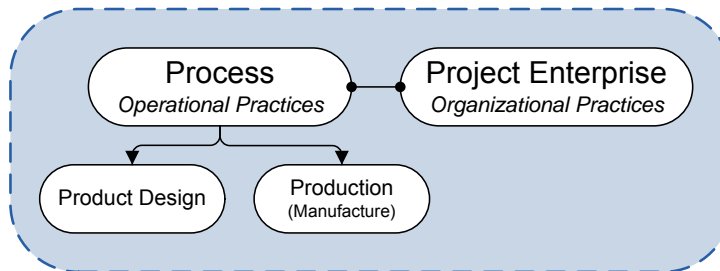 Process
Operational Practices
Project Enterprise
Organizational Practices
Product Design
Production
(Manufacture)